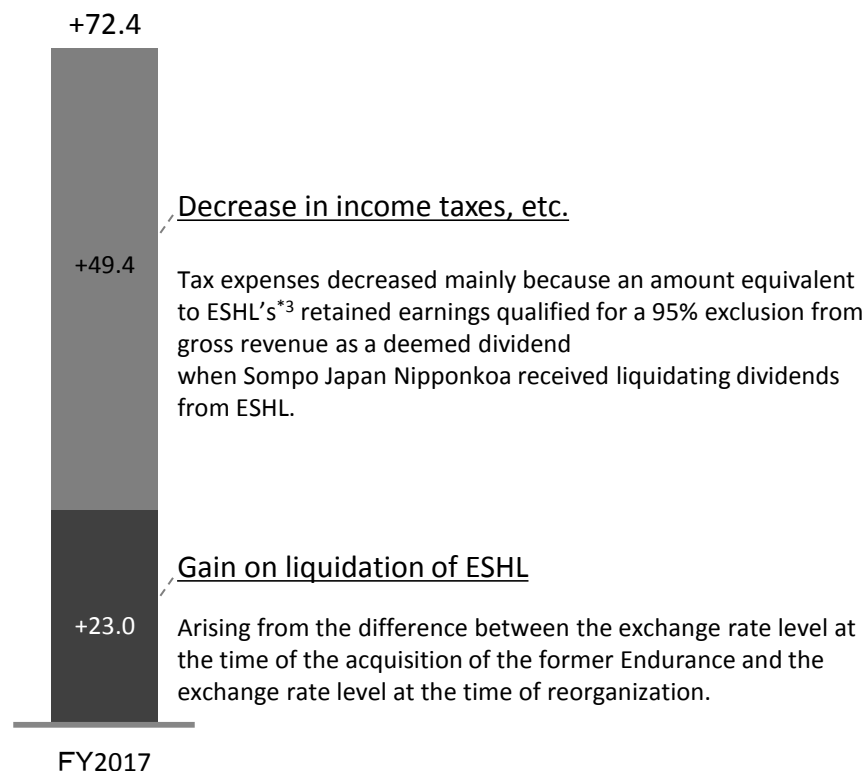 +72.4
Decrease in income taxes, etc.
+49.4
Tax expenses decreased mainly because an amount equivalent
to ESHL's*3 retained earnings qualified for a 95% exclusion from
gross revenue as a deemed dividend
when Sompo Japan Nipponkoa received liquidating dividends
from ESHL.
Gain on liquidation of ESHL
+23.0
Arising from the difference between the exchange rate level at
the time of the acquisition of the former Endurance and the
exchange rate level at the time of reorganization.
FY2017